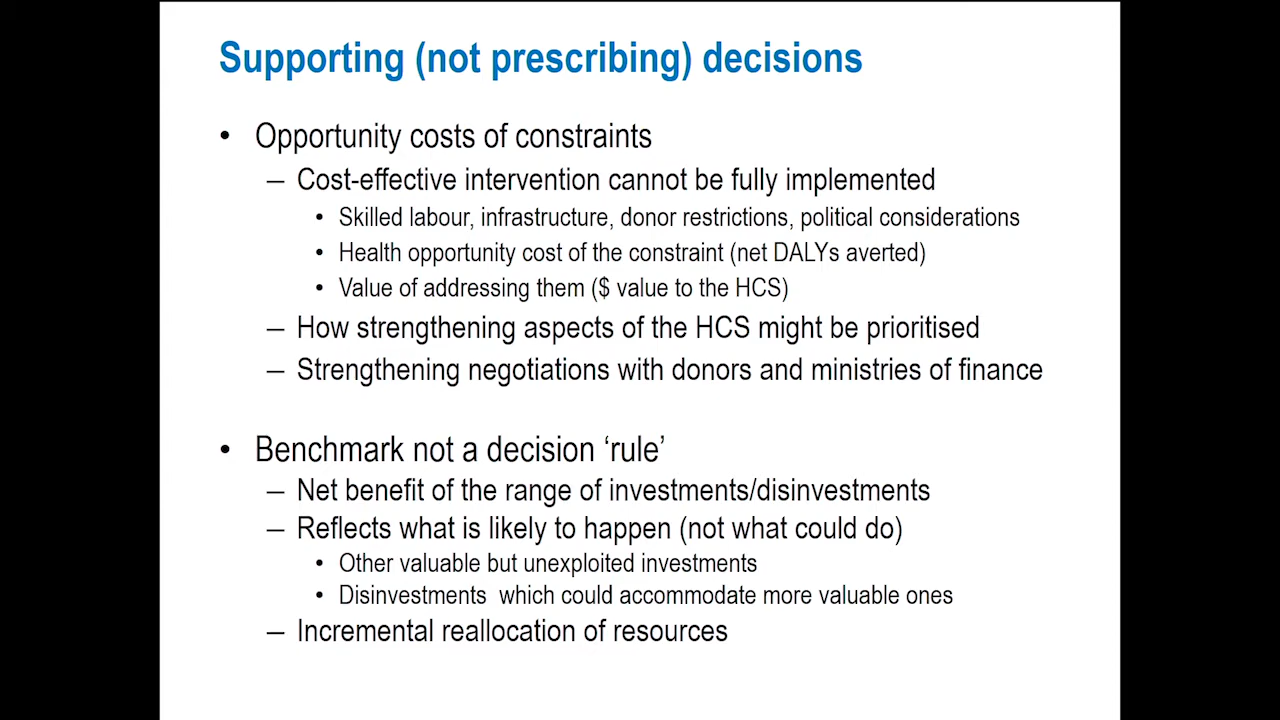 Supporting (not prescribing) decisions
• Opportunity costs of constraints
– Cost-effective intervention cannot be fully implemented
• Skilled labour, infrastructure, donor restrictions, political considerations
• Health opportunity cost of the constraint (net DALYs averted)
• Value of addressing them ($ value to the HCS)
– How strengthening aspects of the HCS might be prioritised
– Strengthening negotiations with donors and ministries of finance
• Benchmark not a decision ‘rule’
– Net benefit of the range of investments/disinvestments
– Reflects what is likely to happen (not what could do)
• Other valuable but unexploited investments
• Disinvestments which could accommodate more valuable ones
– Incremental reallocation of resources